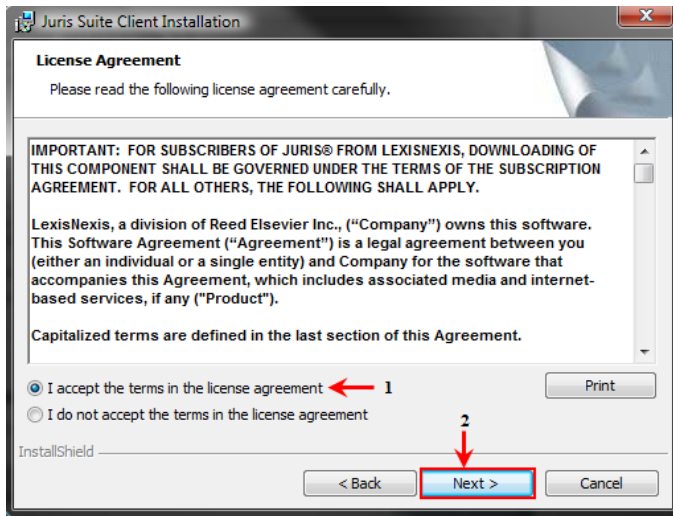 Juris Suite Client Installation
License Agreement
Please read the following license agreement carefully.
IMPORTANT: FOR SUBSCRIBERS OF JURIS® FROM LEXISNEXIS, DOWNLOADING OF
THIS COMPONENT SHALL BE GOVERNED UNDER THE TERMS OF THE SUBSCRIPTION
AGREEMENT. FOR ALL OTHERS, THE FOLLOWING SHALL APPLY.
LexisNexis, a division of Reed Elsevier Inc., (“Company”) owns this software.
This Software Agreement (“Agreement”) is a legal agreement between you
(either an individual or a single entity) and Company for the software that
accompanies this Agreement, which includes associated media and internet-
based services, if any ("Product").
Capitalized terms are defined in the last section of this Agreement.
I accept the terms in the license agreement 1
Print
I do not accept the terms in the license agreement
2
InstallShield
< Back Next > Cancel